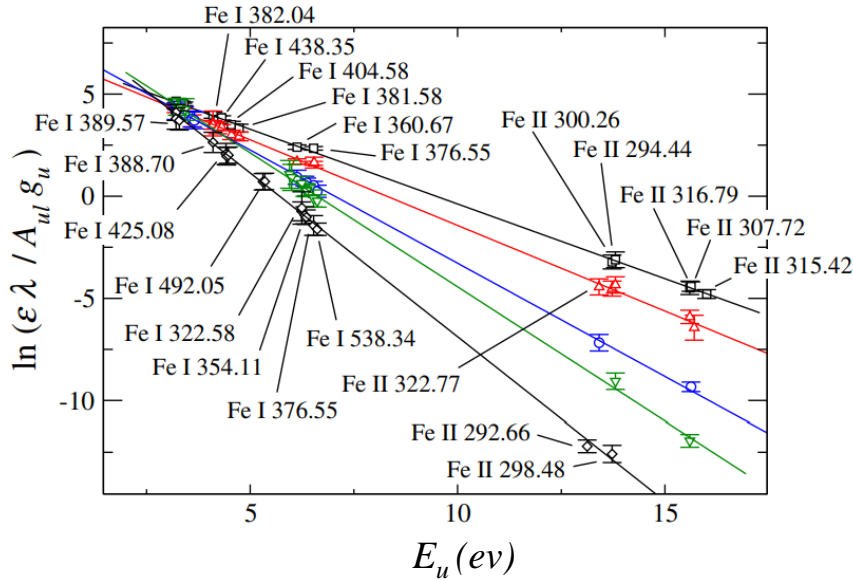 Fe I 382.04
Fe I 438.35
Fe I 404.58
Fe I 381.58
Fe I 360.67
Fe I 376.55
Fe I 389.57
Fe I 388.70
Fe I 425.08
Fe I 492.05
Fe I 322.58
Fe I 354.11
Fe I 376.55
Fe I 538.34
Fe II 300.26
Fe II 294.44
Fe II 316.79
Fe II 307.72
Fe II 315.42
Fe II 322.77
Fe II 292.66
Fe II 298.48
5
0
-5
-10
ln (ε λ / A_ul g_u)
5
10
15
E_u (ev)